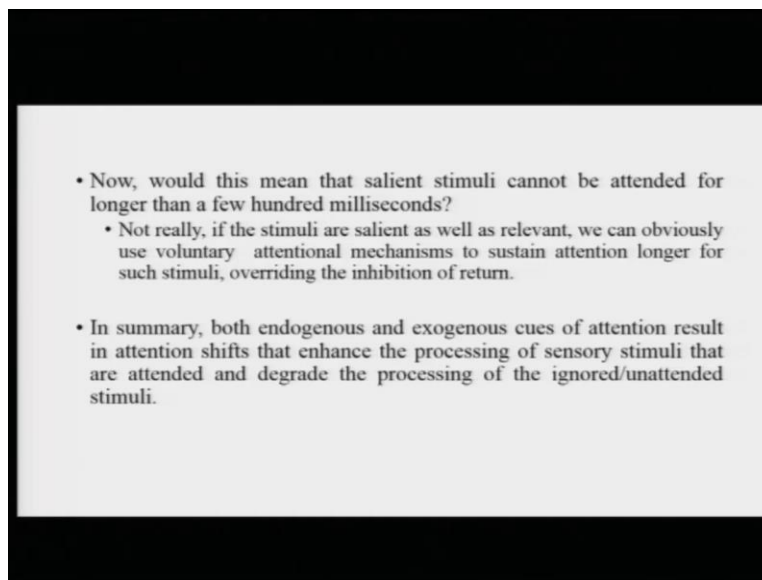 • Now, would this mean that salient stimuli cannot be attended for
longer than a few hundred milliseconds?
• Not really, if the stimuli are salient as well as relevant, we can obviously
use voluntary attentional mechanisms to sustain attention longer for
such stimuli, overriding the inhibition of return.
• In summary, both endogenous and exogenous cues of attention result
in attention shifts that enhance the processing of sensory stimuli that
are attended and degrade the processing of the ignored/unattended
stimuli.